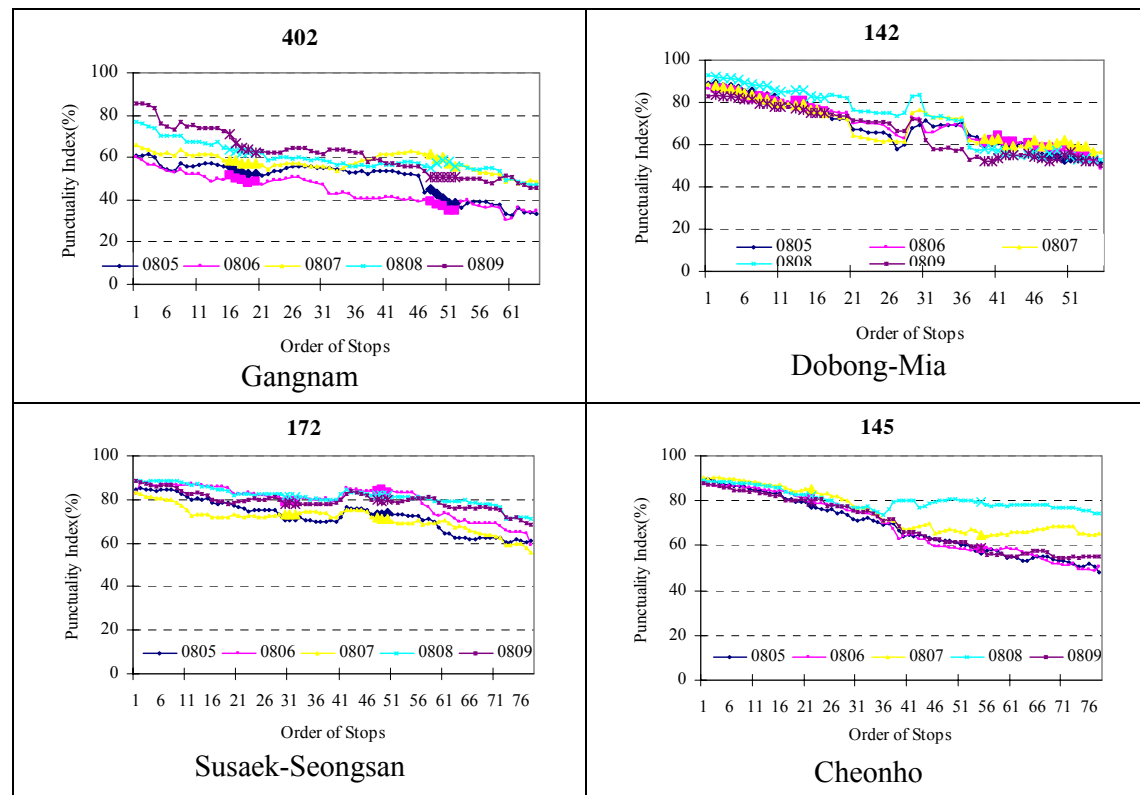 402
Punctuality Index(%)
100
80
60
40
20
0
0805 0806 0807 0808 0809
1 6 11 16 21 26 31 36 41 46 51 56 61
Order of Stops
Gangnam
142
Punctuality Index(%)
100
80
60
40
20
0
0805 0806 0807
0808 0809
1 6 11 16 21 26 31 36 41 46 51
Order of Stops
Dobong-Mia
172
Punctuality Index(%)
100
80
60
40
20
0
0805 0806 0807 0808 0809
1 6 11 16 21 26 31 36 41 46 51 56 61 66 71 76
Order of Stops
Susaek-Seongsan
145
Punctuality Index(%)
100
80
60
40
20
0
0805 0806 0807 0808 0809
1 6 11 16 21 26 31 36 41 46 51 56 61 66 71 76
Order of Stops
Cheonho